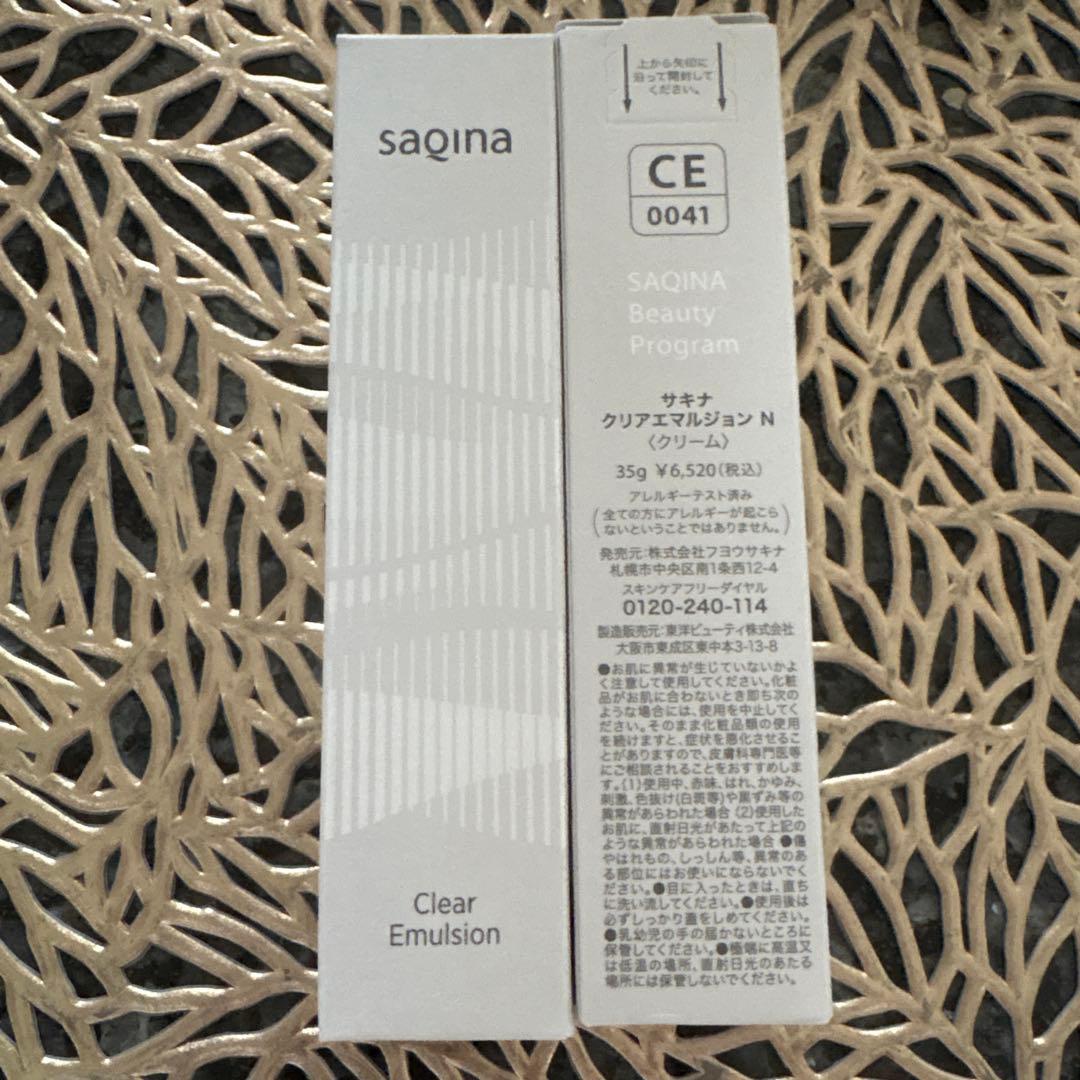 saqina
Clear
Emulsion
上から矢印に
沿って開封して
ください。
CE
0041
SAQINA
Beauty
Program
サキナ
クリアエマルジョン N
〈クリーム〉
35g ¥6,520(税込)
アレルギーテスト済み
(全ての方にアレルギーが起こら
ないということではありません。)
発売元:株式会社フヨウサキナ
札幌市中央区南1条西12-4
スキンケアフリーダイヤル
0120-240-114
製造販売元:東洋ビューティ株式会社
大阪市東成区東中本3-13-8
●お肌に異常が生じていないかよ
く注意して使用してください。化粧
品がお肌に合わないとき即ち次の
ような場合には、使用を中止してく
ださい。そのまま化粧品類の使用
を続けますと、症状を悪化させるこ
とがありますので、皮膚科専門医等
にご相談されることをおすすめしま
す。(1)使用中、赤味、はれ、かゆみ、
刺激、色抜け(白斑等)や黒ずみ等の
異常があらわれた場合 (2)使用した
お肌に、直射日光があたって上記の
ような異常があらわれた場合 ●傷
やはれもの、しっしん等、異常のあ
る部位にはお使いにならないでく
ださい。●目に入ったときは、直ち
に洗い流してください。●使用後は
必ずしっかり蓋をしめてください。
●乳幼児の手の届かないところに
保管してください。●極端に高温又
は低温の場所、直射日光のあたる
場所には保管しないでください。